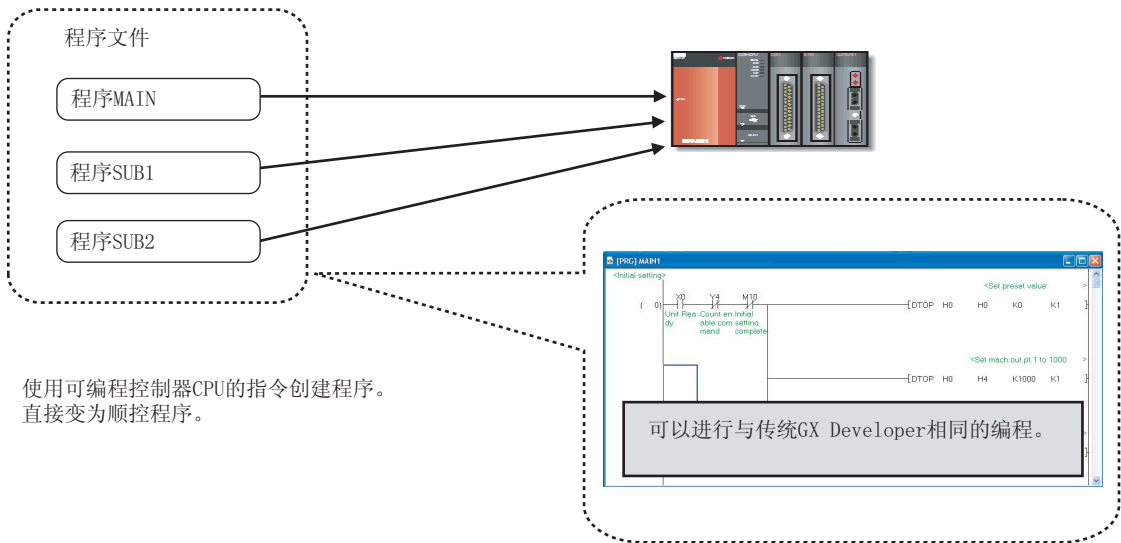 程序文件
程序MAIN
程序SUB1
程序SUB2
使用可编程控制器CPU的指令创建程序。
直接变为顺控程序。
[PRG] MAIN1
<Initial setting>
<Set preset value >
( 0) X0 Y4 M10 [DTOP H0 H0 K0 K1 ]
Unit Rea Count en Initial
dy able com setting
mand complete
<Set mach.out.pt.1 to 1000 >
[DTOP H0 H4 K1000 K1 ]
可以进行与传统GX Developer相同的编程。